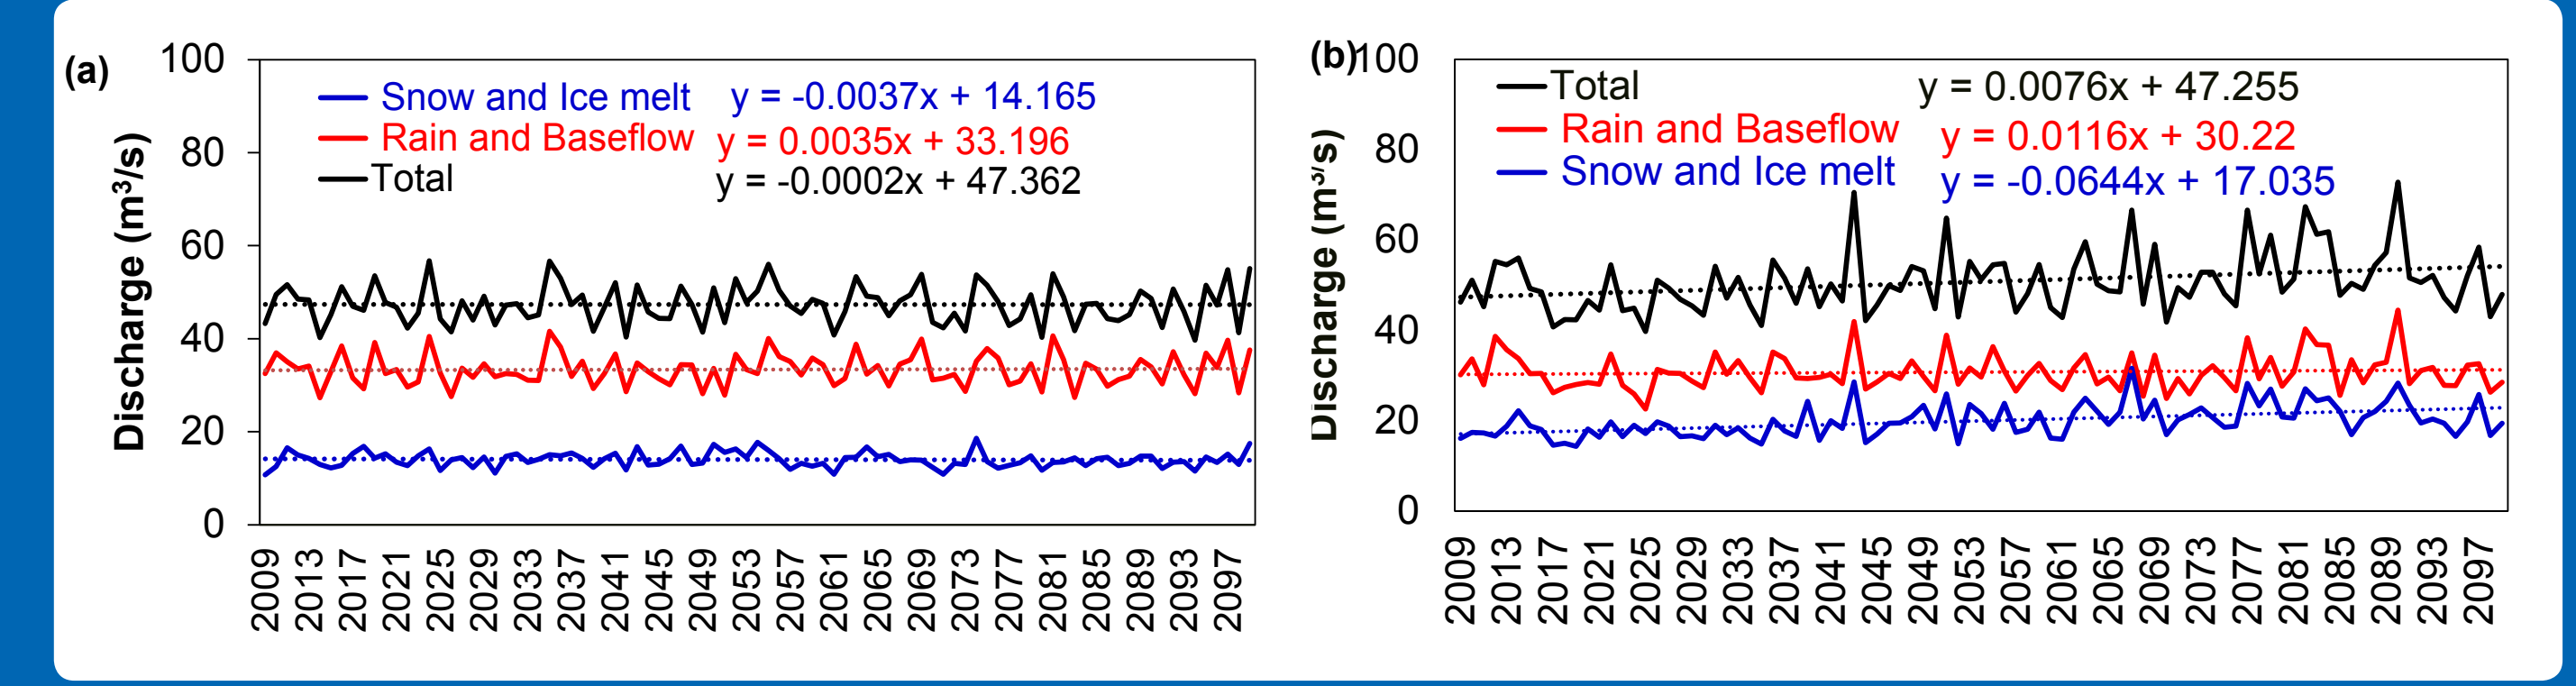 (a)
100
80
60
40
20
0
Discharge (m³/s)
Snow and Ice melt y = -0.0037x + 14.165
Rain and Baseflow y = 0.0035x + 33.196
Total y = -0.0002x + 47.362
2009 2013 2017 2021 2025 2029 2033 2037 2041 2045 2049 2053 2057 2061 2065 2069 2073 2077 2081 2085 2089 2093 2097
(b)
100
80
60
40
20
0
Discharge (m³/s)
Total y = 0.0076x + 47.255
Rain and Baseflow y = 0.0116x + 30.22
Snow and Ice melt y = -0.0644x + 17.035
2009 2013 2017 2021 2025 2029 2033 2037 2041 2045 2049 2053 2057 2061 2065 2069 2073 2077 2081 2085 2089 2093 2097